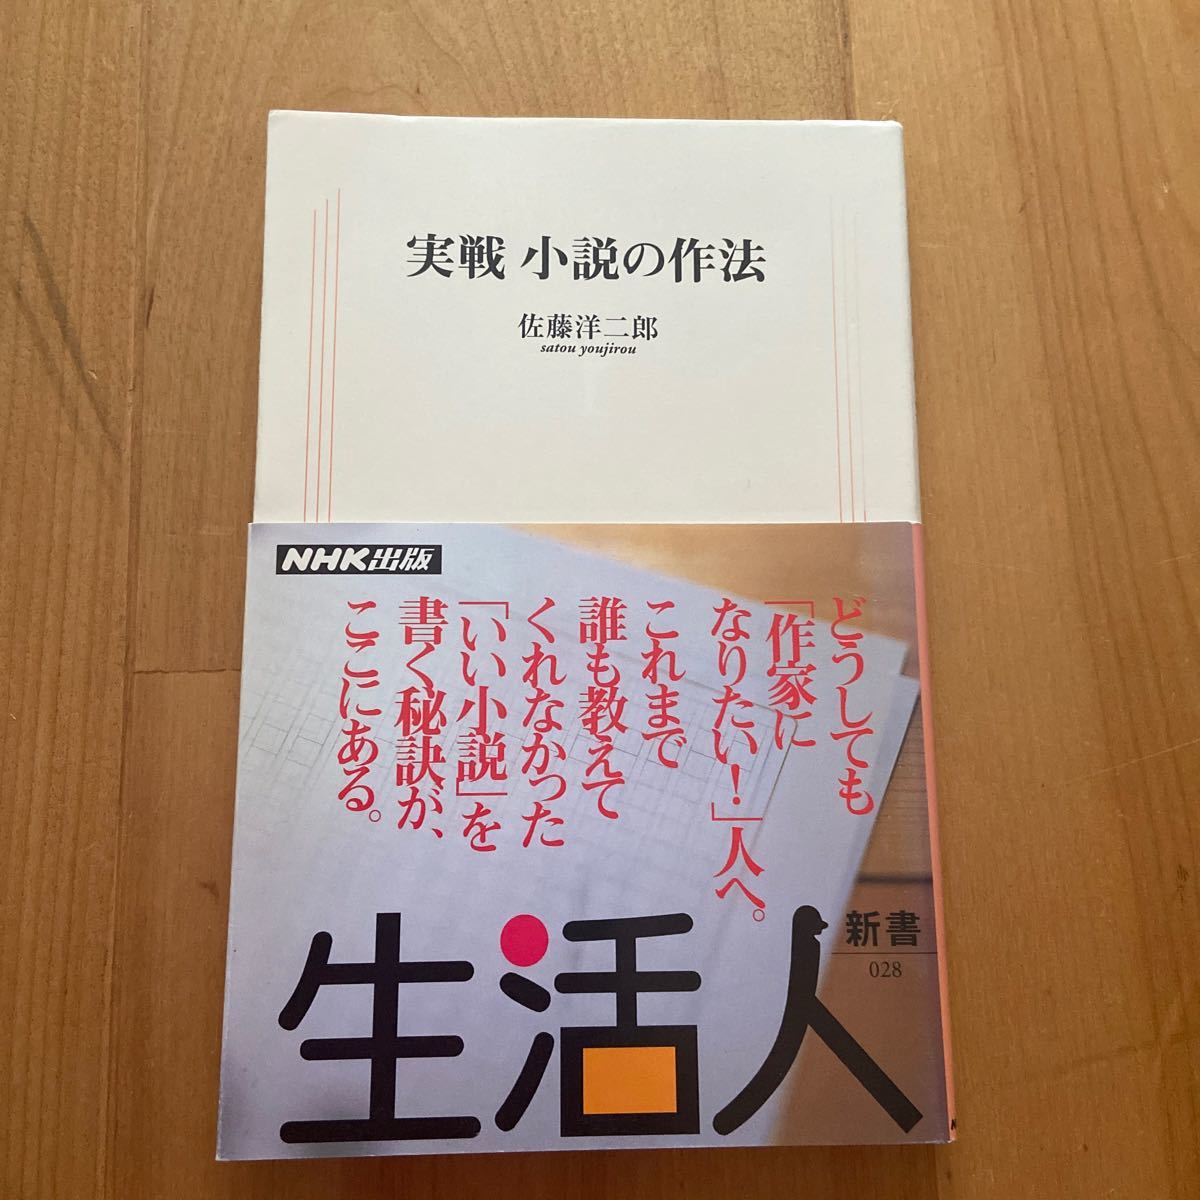 実戦 小説の作法
佐藤洋二郎
satou youjirou
NHK出版
どうしても
「作家に
なりたい！」人へ。
これまで
誰も教えて
くれなかった
「いい小説」を
書く秘訣が、
ここにある。
生活人
新書
028